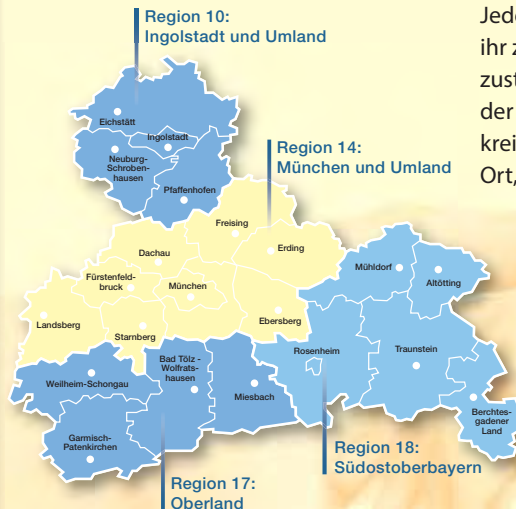 Region 10:
Ingolstadt und Umland
Jede
ihr z
zust
der
krei
Ort,
Eichstätt
Ingolstadt
Neuburg-
Schroben-
hausen
Pfaffenhofen
Region 14:
München und Umland
Freising
Erding
Dachau
Fürstenfeld-
bruck
München
Landsberg
Starnberg
Ebersberg
Mühldorf
Altötting
Rosenheim
Traunstein
Berchtes-
gadener
Land
Bad Tölz -
Wolfrats-
hausen
Weilheim-Schongau
Miesbach
Garmisch-
Patenkirchen
Region 18:
Südostoberbayern
Region 17:
Oberland